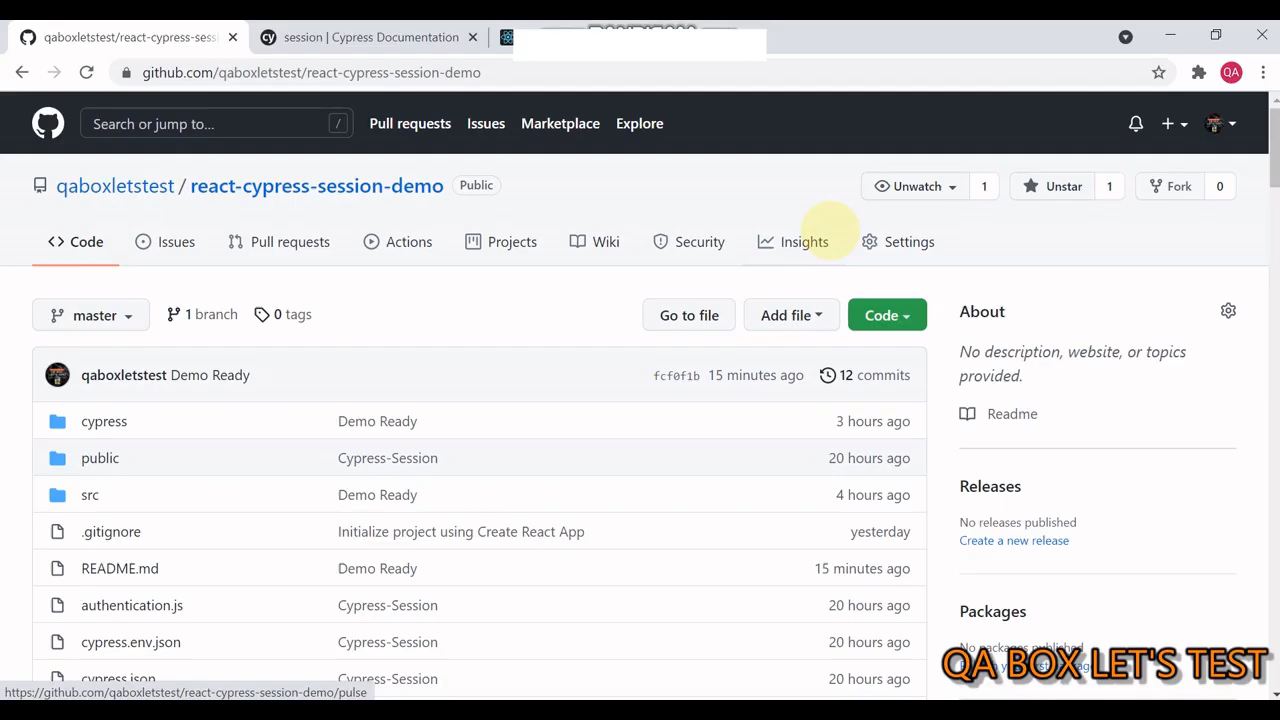 qaboxletstest/react-cypress-sessi
session | Cypress Documentation
github.com/qaboxletstest/react-cypress-session-demo
QA
Search or jump to...
/
Pull requests
Issues
Marketplace
Explore
qaboxletstest / react-cypress-session-demo
Public
Unwatch
1
Unstar
1
Fork
0
Code
Issues
Pull requests
Actions
Projects
Wiki
Security
Insights
Settings
master
1 branch
0 tags
Go to file
Add file
Code
About
No description, website, or topics
provided.
Readme
qaboxletstest Demo Ready
fcf0f1b 15 minutes ago
12 commits
cypress Demo Ready 3 hours ago
public Cypress-Session 20 hours ago
src Demo Ready 4 hours ago
.gitignore Initialize project using Create React App yesterday
README.md Demo Ready 15 minutes ago
authentication.js Cypress-Session 20 hours ago
cypress.env.json Cypress-Session 20 hours ago
cypress.json Cypress-Session 20 hours ago
Releases
No releases published
Create a new release
Packages
No packages published
QA BOX LET'S TEST
https://github.com/qaboxletstest/react-cypress-session-demo/pulse